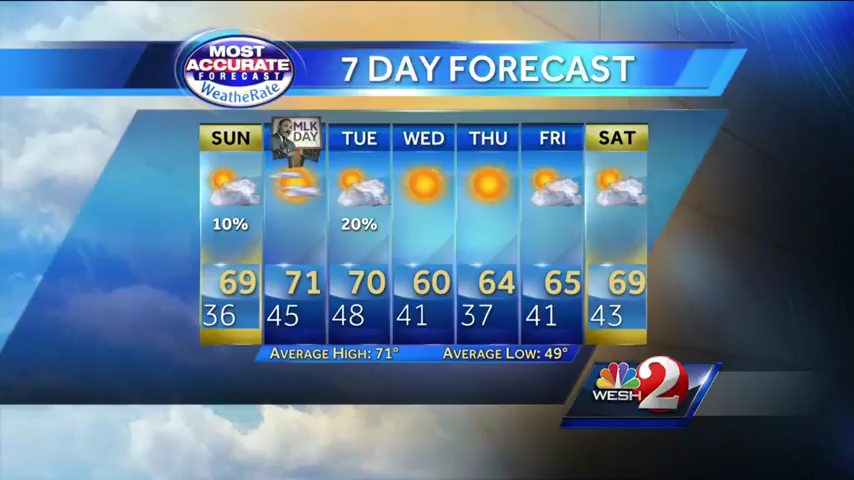 MOST
ACCURATE
FORECAST
WeatheRate
7 DAY FORECAST
SUN MLK DAY TUE WED THU FRI SAT
10% 20%
69 71 70 60 64 65 69
36 45 48 41 37 41 43
AVERAGE HIGH: 71° AVERAGE LOW: 49°
WESH 2